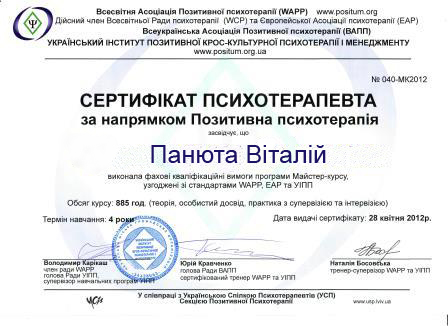 Всесвітня Асоціація Позитивної психотерапії (WAPP) www.positum.org
Дійсний член Всесвітньої Ради психотерапії (WCP) та Європейської Асоціації психотерапії (EAP)
Всеукраїнська Асоціація Позитивної психотерапії (ВАПП)
УКРАЇНСЬКИЙ ІНСТИТУТ ПОЗИТИВНОЇ КРОС-КУЛЬТУРНОЇ ПСИХОТЕРАПІЇ І МЕНЕДЖМЕНТУ
www.positum.org.ua
№ 040-МК2012
СЕРТИФІКАТ ПСИХОТЕРАПЕВТА
за напрямком Позитивна психотерапія
засвідчує, що
Панюта Віталій
виконала фахові кваліфікаційні вимоги програми Майстер-курсу,
узгоджені зі стандартами WAPP, EAP та УІПП
Обсяг курсу: 885 год. (теорія, особистий досвід, практика з супервізією та інтервізією)
Термін навчання: 4 роки
Дата видачі сертифікату: 28 квітня 2012р.
Володимир Карікаш
член ради WAPP
голова Ради УІПП,
супервізор навчальних програм УІПП
Юрій Кравченко
голова Ради ВАПП
сертифікований тренер WAPP та УІПП
Наталія Босовська
тренер-супервізор WAPP та УІПП
УСП
У співпраці з Українською Спілкою Психотерапевтів (УСП)
Секцією Позитивної Психотерапії
www.usp.lviv.ua